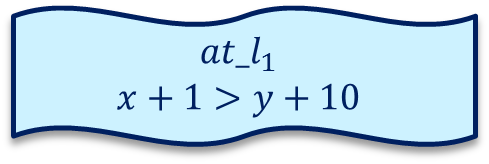 at_l₁
x + 1 > y + 10